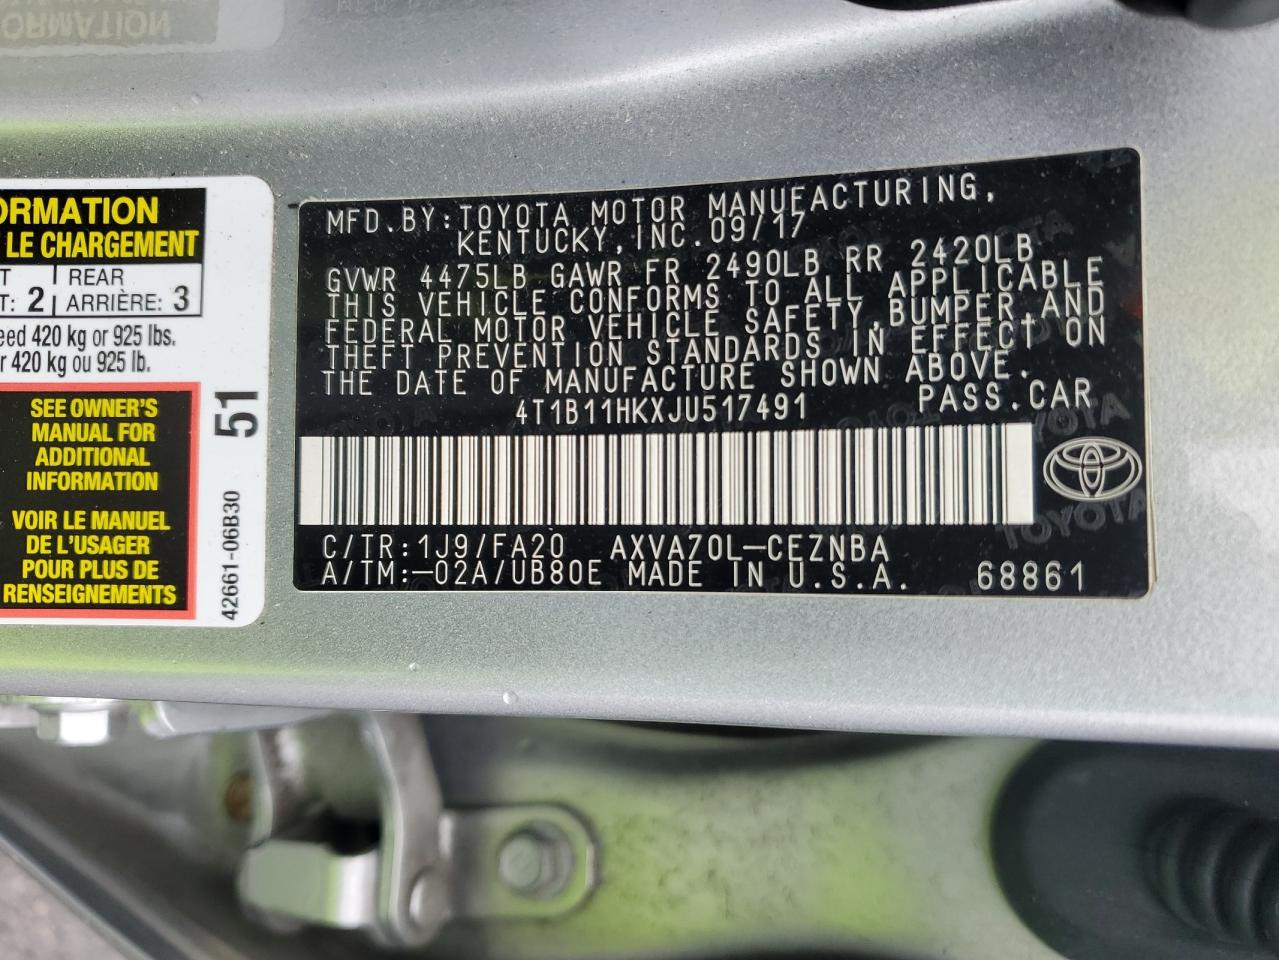 ORMATION
ORMATION
LE CHARGEMENT
T
REAR
T: 2
ARRIÈRE: 3
eed 420 kg or 925 lbs.
r 420 kg ou 925 lb.
SEE OWNER'S
MANUAL FOR
ADDITIONAL
INFORMATION
VOIR LE MANUEL
DE L'USAGER
POUR PLUS DE
RENSEIGNEMENTS
51
42661-06B30
MFD.BY:TOYOTA MOTOR MANUFACTURING,
KENTUCKY,INC.09/17
GVWR 4475LB GAWR FR 2490LB RR 2420LB
THIS VEHICLE CONFORMS TO ALL APPLICABLE
FEDERAL MOTOR VEHICLE SAFETY,BUMPER,AND
THEFT PREVENTION STANDARDS IN EFFECT ON
THE DATE OF MANUFACTURE SHOWN ABOVE.
4T1B11HKXJU517491 PASS.CAR
TOYOTA
C/TR:1J9/FA20 AXVA70L-CEZNBA
A/TM:-02A/UB80E MADE IN U.S.A. 68861